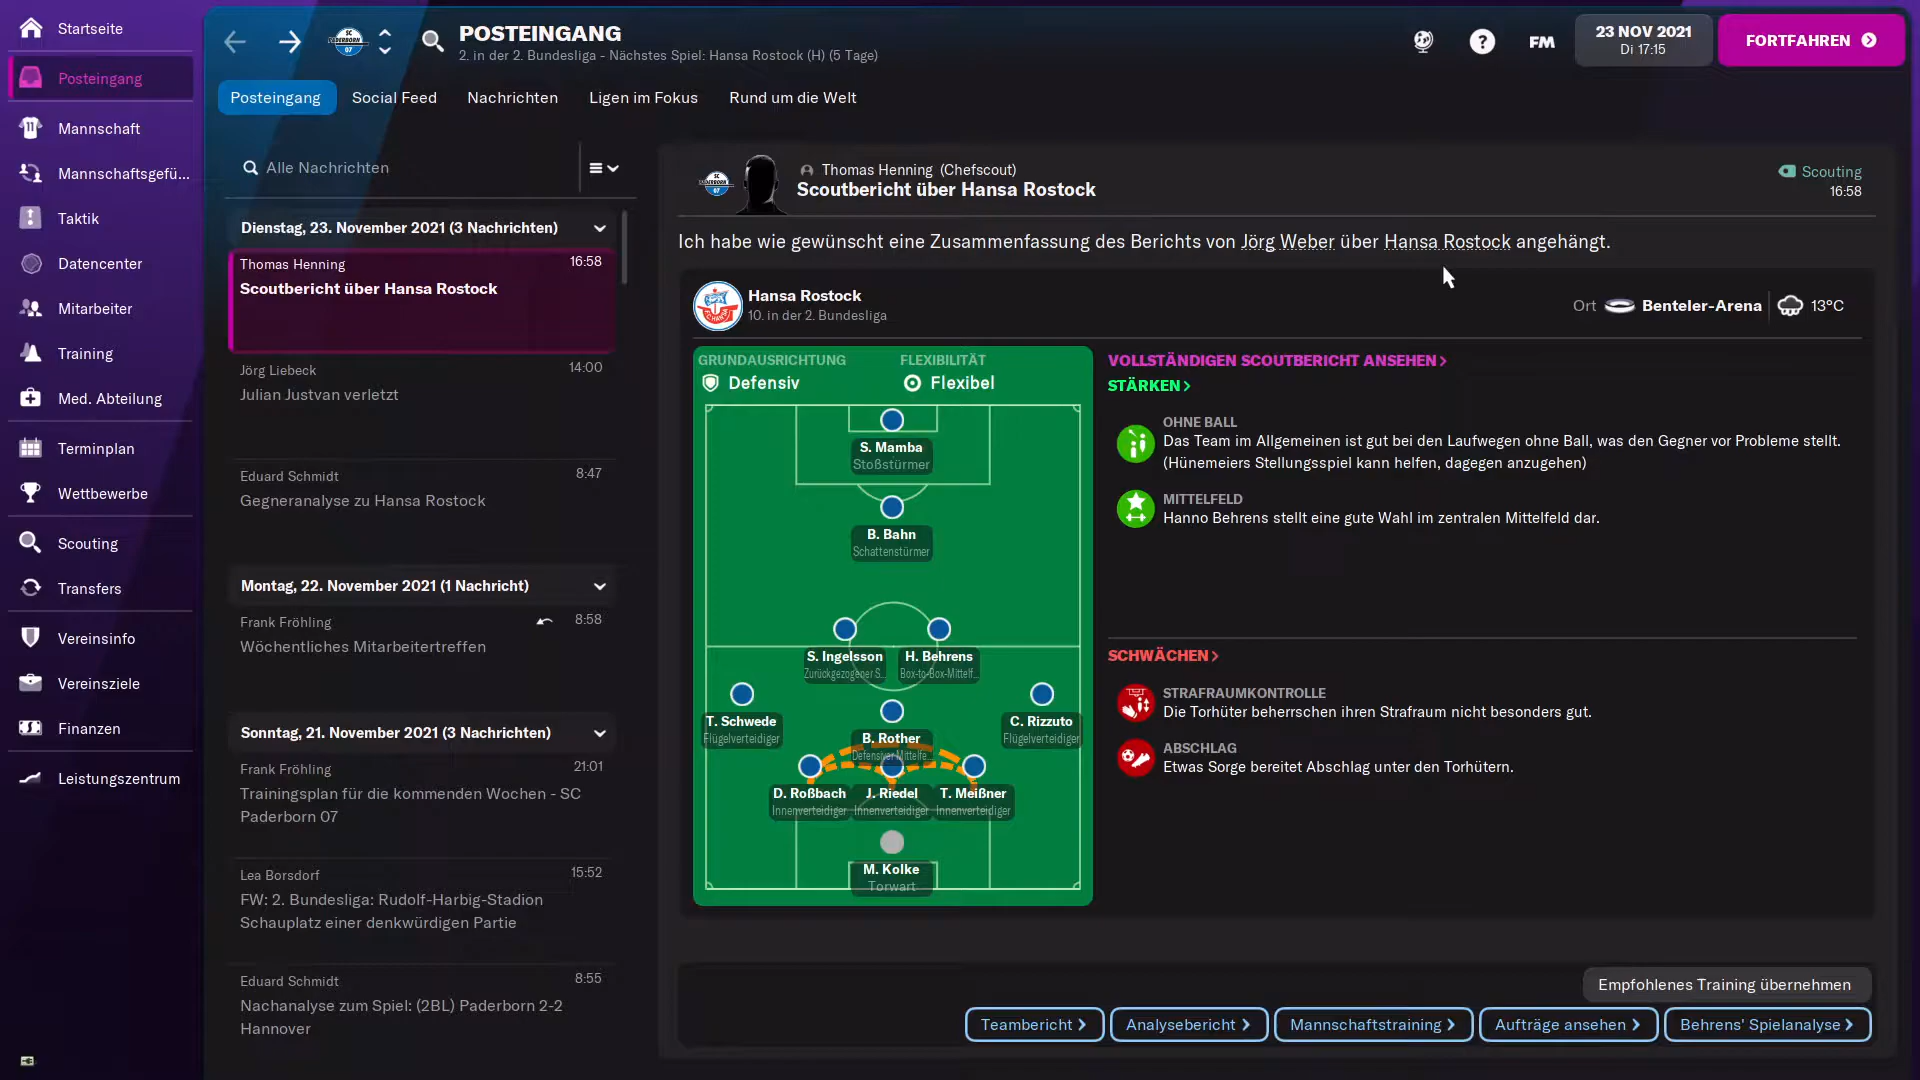 Startseite
Posteingang
Mannschaft
Mannschaftsgefü...
Taktik
Datencenter
Mitarbeiter
Training
Med. Abteilung
Terminplan
Wettbewerbe
Scouting
Transfers
Vereinsinfo
Vereinsziele
Finanzen
Leistungszentrum
POSTEINGANG
2. in der 2. Bundesliga - Nächstes Spiel: Hansa Rostock (H) (5 Tage)
FM
23 NOV 2021
Di 17:15
FORTFAHREN
Posteingang
Social Feed
Nachrichten
Ligen im Fokus
Rund um die Welt
Alle Nachrichten
Dienstag, 23. November 2021 (3 Nachrichten)
Thomas Henning 16:58
Scoutbericht über Hansa Rostock
Jörg Liebeck 14:00
Julian Justvan verletzt
Eduard Schmidt 8:47
Gegneranalyse zu Hansa Rostock
Montag, 22. November 2021 (1 Nachricht)
Frank Fröhling 8:58
Wöchentliches Mitarbeitertreffen
Sonntag, 21. November 2021 (3 Nachrichten)
Frank Fröhling 21:01
Trainingsplan für die kommenden Wochen - SC
Paderborn 07
Lea Borsdorf 15:52
FW: 2. Bundesliga: Rudolf-Harbig-Stadion
Schauplatz einer denkwürdigen Partie
Eduard Schmidt 8:55
Nachanalyse zum Spiel: (2BL) Paderborn 2-2
Hannover
Thomas Henning (Chefscout)
Scoutbericht über Hansa Rostock
Scouting
16:58
Ich habe wie gewünscht eine Zusammenfassung des Berichts von Jörg Weber über Hansa Rostock angehängt.
Hansa Rostock
10. in der 2. Bundesliga
Ort Benteler-Arena 13°C
GRUNDAUSRICHTUNG
Defensiv
FLEXIBILITÄT
Flexibel
S. Mamba
Stoßstürmer
B. Bahn
Schattenstürmer
S. Ingelsson
Zurückgezogener S...
H. Behrens
Box-to-Box-Mittelf...
T. Schwede
Flügelverteidiger
C. Rizzuto
Flügelverteidiger
B. Rother
Defensiver Mittelfe...
D. Roßbach
Innenverteidiger
J. Riedel
Innenverteidiger
T. Meißner
Innenverteidiger
M. Kolke
Torwart
VOLLSTÄNDIGEN SCOUTBERICHT ANSEHEN
STÄRKEN
OHNE BALL
Das Team im Allgemeinen ist gut bei den Laufwegen ohne Ball, was den Gegner vor Probleme stellt.
(Hünemeiers Stellungsspiel kann helfen, dagegen anzugehen)
MITTELFELD
Hanno Behrens stellt eine gute Wahl im zentralen Mittelfeld dar.
SCHWÄCHEN
STRAFRAUMKONTROLLE
Die Torhüter beherrschen ihren Strafraum nicht besonders gut.
ABSCHLAG
Etwas Sorge bereitet Abschlag unter den Torhütern.
Empfohlenes Training übernehmen
Teambericht
Analysebericht
Mannschaftstraining
Aufträge ansehen
Behrens' Spielanalyse